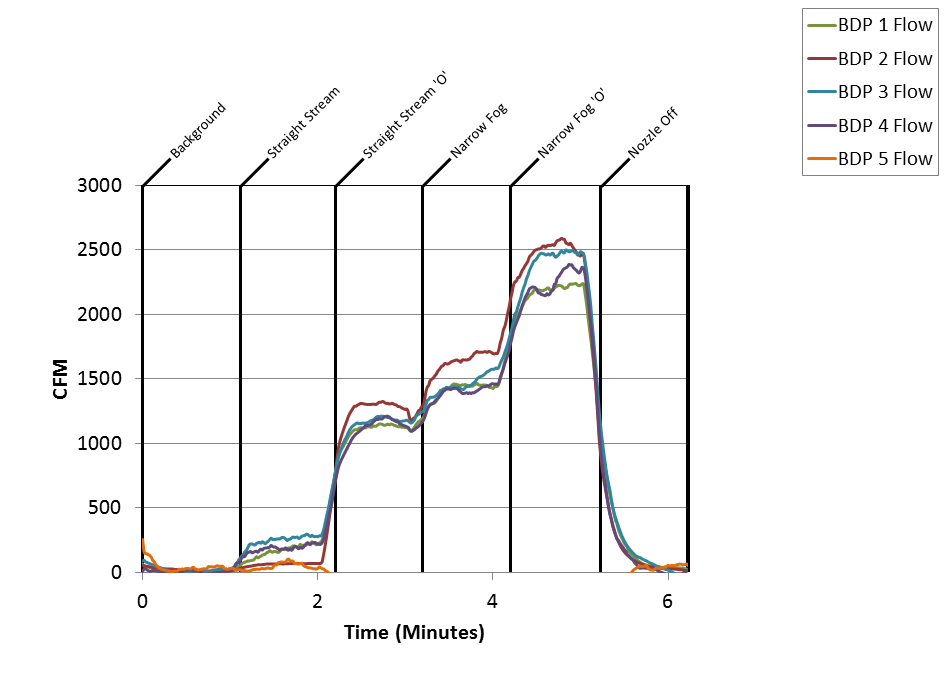 BDP 1 Flow
BDP 2 Flow
BDP 3 Flow
BDP 4 Flow
BDP 5 Flow
Background
Straight Stream
Straight Stream 'O'
Narrow Fog
Narrow Fog 'O'
Nozzle Off
3000
2500
2000
1500
1000
500
0
CFM
0 2 4 6
Time (Minutes)